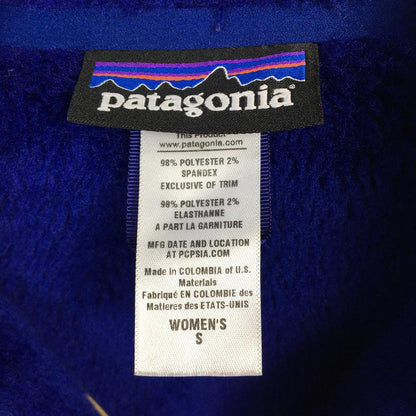 patagonia
This Product
www.patagonia.com
98% POLYESTER 2%
SPANDEX
EXCLUSIVE OF TRIM
98% POLYESTER 2%
ELASTHANNE
A PART LA GARNITURE
MFG DATE AND LOCATION
AT PCPSIA.COM
Made in COLOMBIA of U.S.
Materials
Fabriqué EN COLOMBIE des
Matieres des ETATS-UNIS
WOMEN'S
S